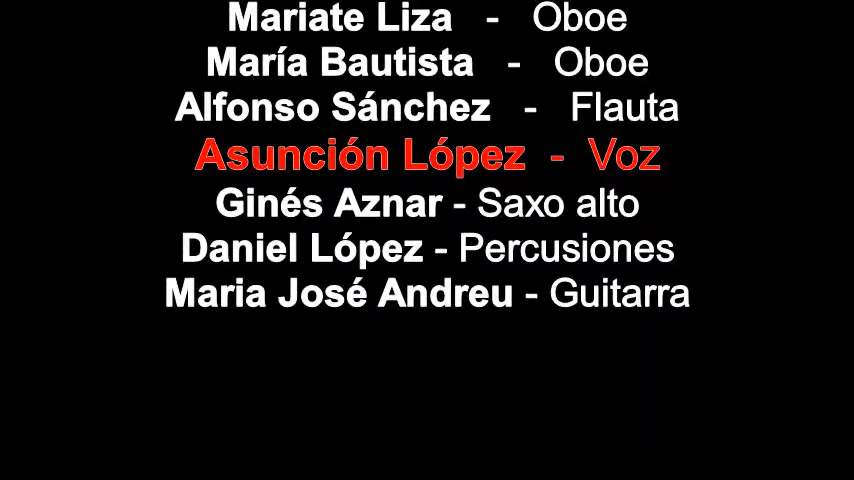 Mariate Liza - Oboe
María Bautista - Oboe
Alfonso Sánchez - Flauta
Asunción López - Voz
Ginés Aznar - Saxo alto
Daniel López - Percusiones
Maria José Andreu - Guitarra